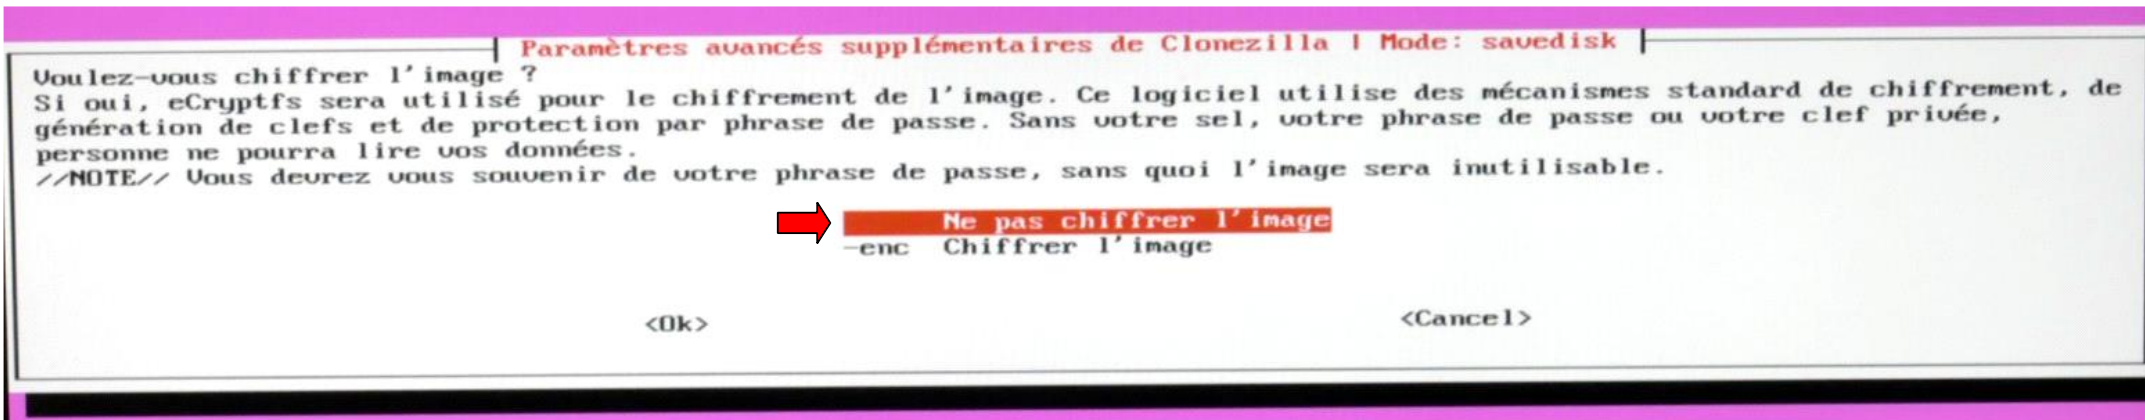 Paramètres avancés supplémentaires de Clonezilla | Mode: savedisk
Voulez-vous chiffrer l'image ?
Si oui, eCryptfs sera utilisé pour le chiffrement de l'image. Ce logiciel utilise des mécanismes standard de chiffrement, de
génération de clefs et de protection par phrase de passe. Sans votre sel, votre phrase de passe ou votre clef privée,
personne ne pourra lire vos données.
//NOTE// Vous devrez vous souvenir de votre phrase de passe, sans quoi l'image sera inutilisable.
Ne pas chiffrer l'image
-enc Chiffrer l'image
<Ok> <Cancel>